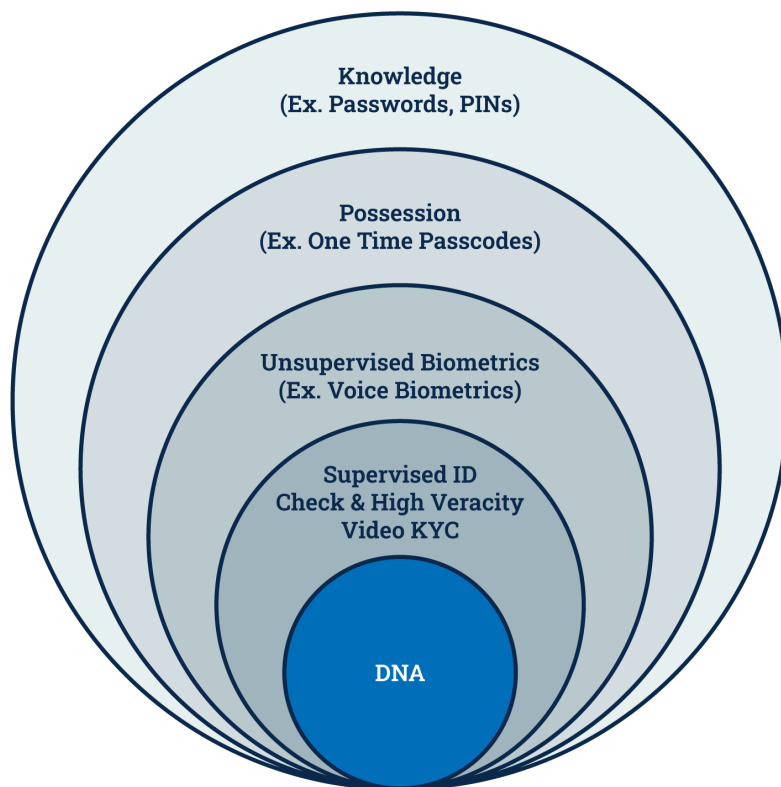 Knowledge
(Ex. Passwords, PINs)
Possession
(Ex. One Time Passcodes)
Unsupervised Biometrics
(Ex. Voice Biometrics)
Supervised ID
Check & High Veracity
Video KYC
DNA